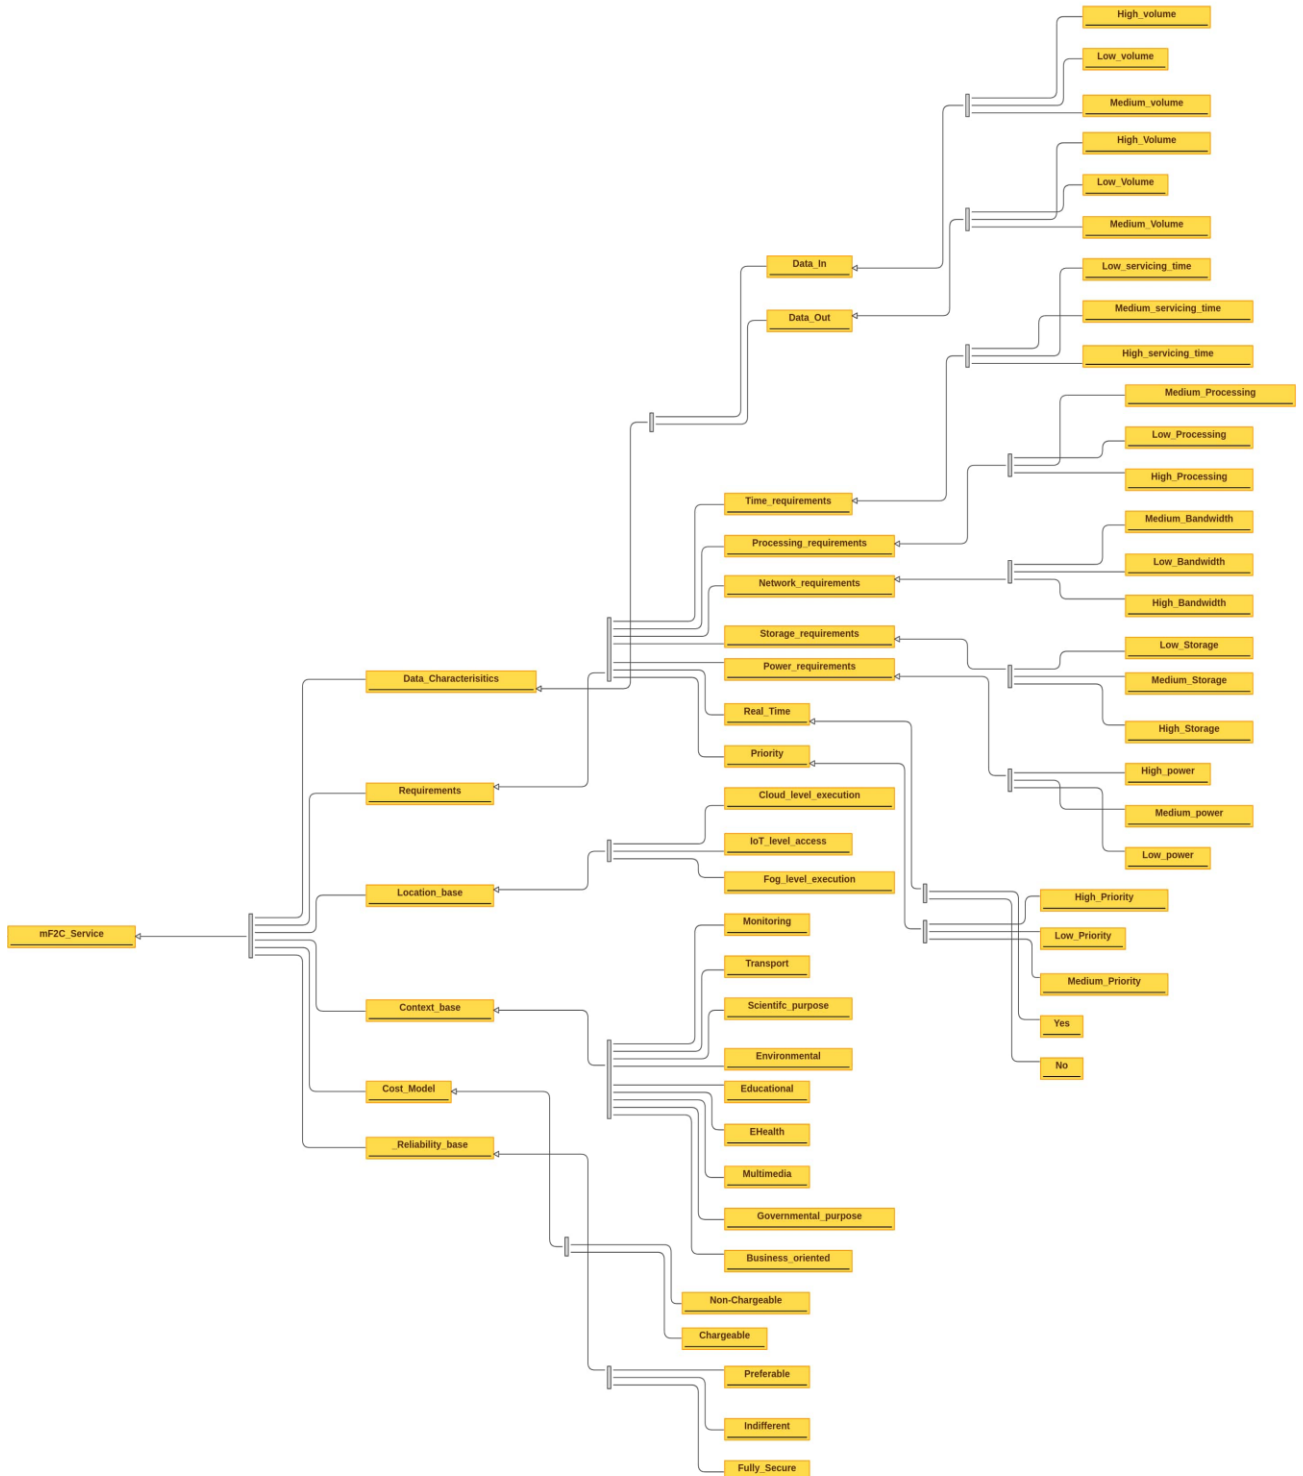 High_volume
Low_volume
Medium_volume
High_Volume
Low_Volume
Medium_Volume
Data_In
Low_servicing_time
Data_Out
Medium_servicing_time
High_servicing_time
Medium_Processing
Low_Processing
High_Processing
Time_requirements
Medium_Bandwidth
Processing_requirements
Low_Bandwidth
Network_requirements
High_Bandwidth
Storage_requirements
Low_Storage
Power_requirements
Data_Characterisitics
Medium_Storage
Real_Time
High_Storage
Priority
High_power
Requirements
Cloud_level_execution
Medium_power
IoT_level_access
Low_power
Fog_level_execution
Location_base
High_Priority
Monitoring
mF2C_Service
Low_Priority
Transport
Medium_Priority
Scientifc_purpose
Context_base
Yes
Environmental
No
Cost_Model
Educational
EHealth
_Reliability_base
Multimedia
Governmental_purpose
Business_oriented
Non-Chargeable
Chargeable
Preferable
Indifferent
Fully_Secure